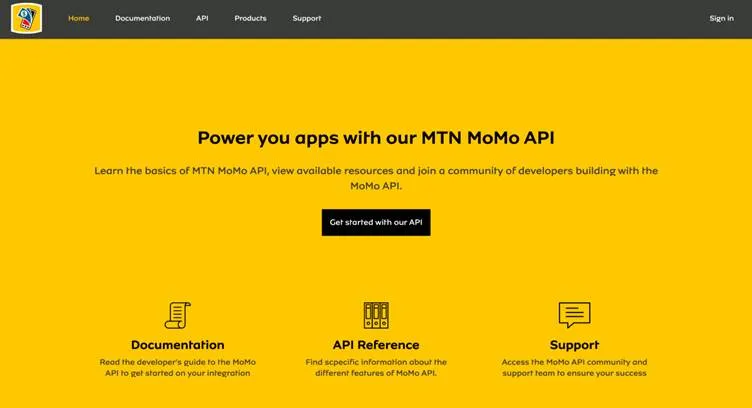 Home Documentation API Products Support Sign in
Power you apps with our MTN MoMo API
Learn the basics of MTN MoMo API, view available resources and join a community of developers building with the
MoMo API.
Get started with our API
Documentation API Reference Support
Read the developer's guide to the MoMo
API to get started on your integration
Find scpecific information about the
different features of MoMo API.
Access the MoMo API community and
support team to ensure your success